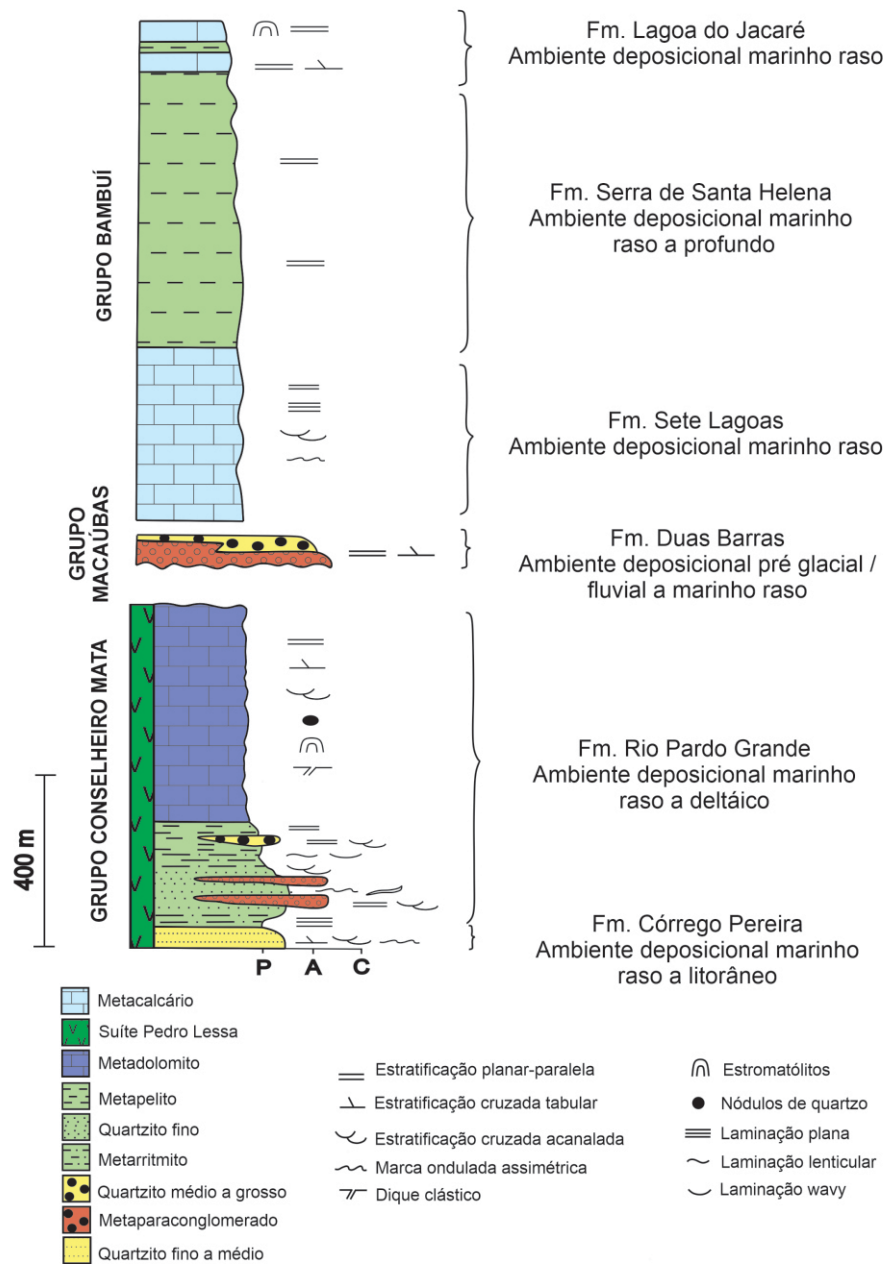 Fm. Lagoa do Jacaré
Ambiente deposicional marinho raso
GRUPO BAMBUÍ
Fm. Serra de Santa Helena
Ambiente deposicional marinho
raso a profundo
Fm. Sete Lagoas
Ambiente deposicional marinho raso
GRUPO
MACAÚBAS
Fm. Duas Barras
Ambiente deposicional pré glacial /
fluvial a marinho raso
GRUPO CONSELHEIRO MATA
Fm. Rio Pardo Grande
Ambiente deposicional marinho
raso a deltáico
400 m
Fm. Córrego Pereira
Ambiente deposicional marinho
raso a litorâneo
P A C
Metacalcário
Suíte Pedro Lessa
Metadolomito
Metapelito
Quartzito fino
Metarritmito
Quartzito médio a grosso
Metaparaconglomerado
Quartzito fino a médio
Estratificação planar-paralela
Estratificação cruzada tabular
Estratificação cruzada acanalada
Marca ondulada assimétrica
Dique clástico
Estromatólitos
Nódulos de quartzo
Laminação plana
Laminação lenticular
Laminação wavy